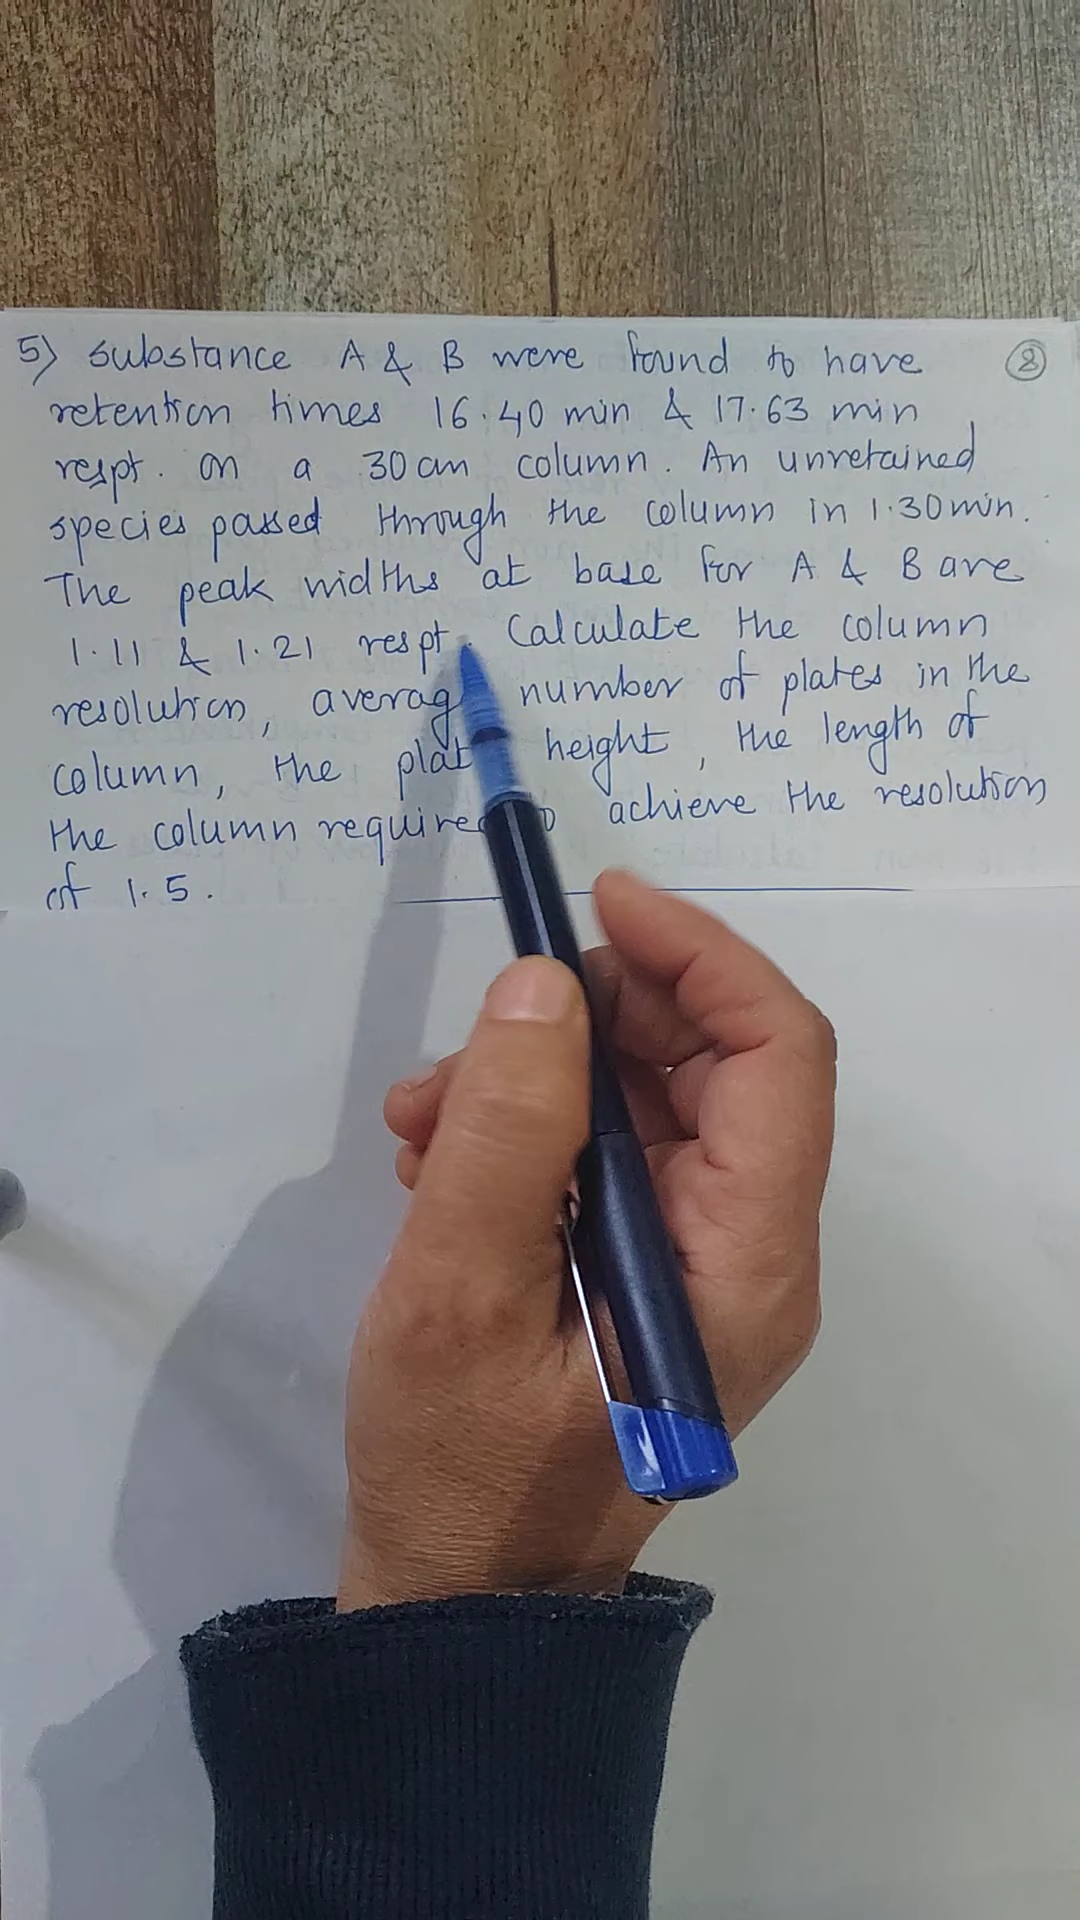 5) substance A & B were found to have ⑧
retention times 16.40 min & 17.63 min
respt. on a 30 cm column. An unretained
species passed through the column in 1.30 min.
The peak widths at base for A & B are
1.11 & 1.21 respt. Calculate the column
resolution, averag number of plates in the
column, the plat height, the length of
the column require o achieve the resolution
of 1.5.